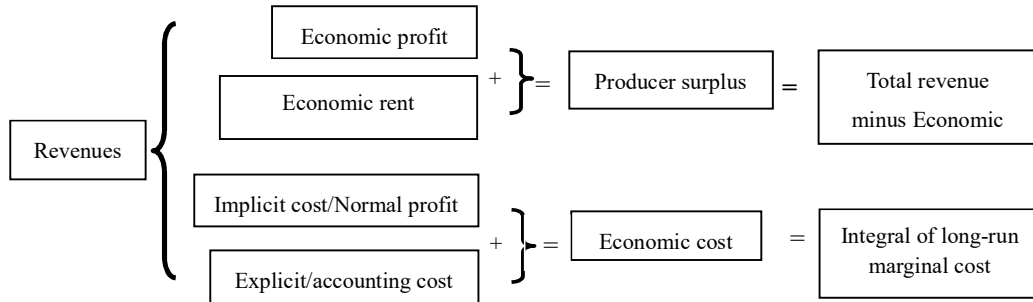 Revenues
Economic profit
Economic rent
+
=
Producer surplus
=
Total revenue
minus Economic
Implicit cost/Normal profit
Explicit/accounting cost
+
=
Economic cost
=
Integral of long-run
marginal cost